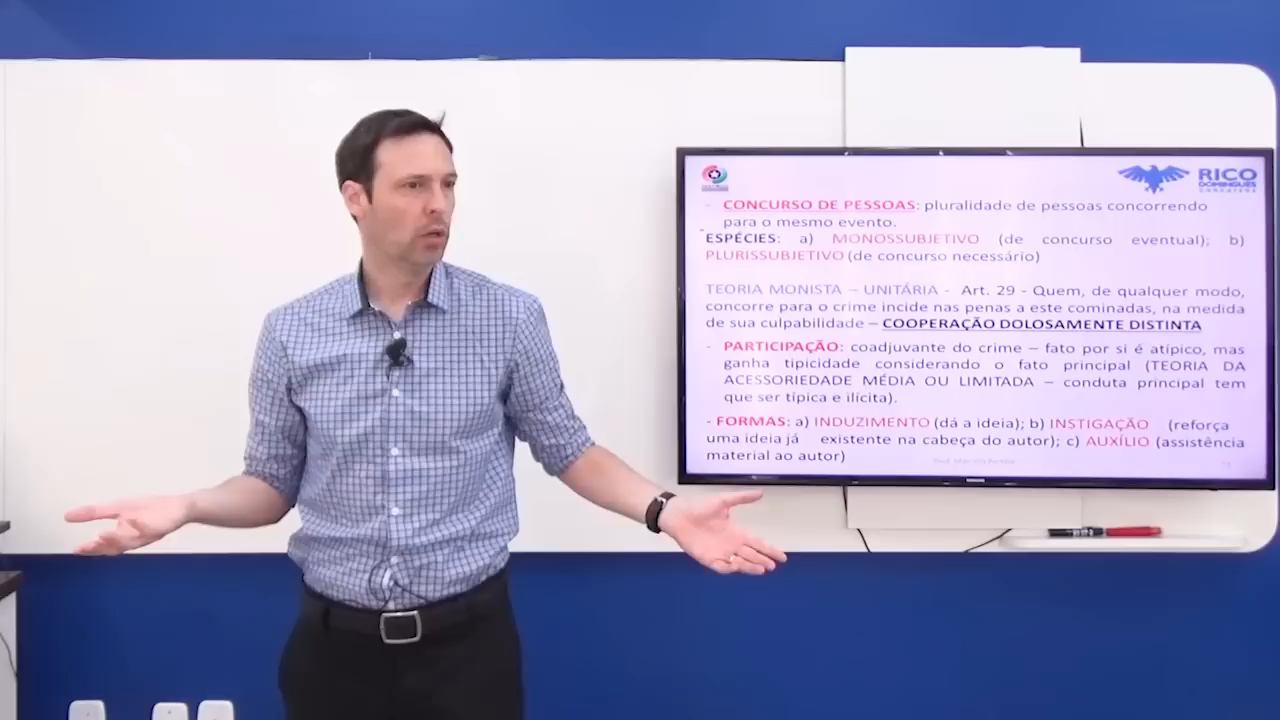 RICO
DOMINGUES
CONCURSOS
- CONCURSO DE PESSOAS: pluralidade de pessoas concorrendo
para o mesmo evento.
ESPÉCIES: a) MONOSSUBJETIVO (de concurso eventual); b)
PLURISSUBJETIVO (de concurso necessário)
TEORIA MONISTA – UNITÁRIA - Art. 29 - Quem, de qualquer modo,
concorre para o crime incide nas penas a este cominadas, na medida
de sua culpabilidade – COOPERAÇÃO DOLOSAMENTE DISTINTA
- PARTICIPAÇÃO: coadjuvante do crime – fato por si é atípico, mas
ganha tipicidade considerando o fato principal (TEORIA DA
ACESSORIEDADE MÉDIA OU LIMITADA – conduta principal tem
que ser típica e ilícita).
- FORMAS: a) INDUZIMENTO (dá a ideia); b) INSTIGAÇÃO (reforça
uma ideia já existente na cabeça do autor); c) AUXÍLIO (assistência
material ao autor)